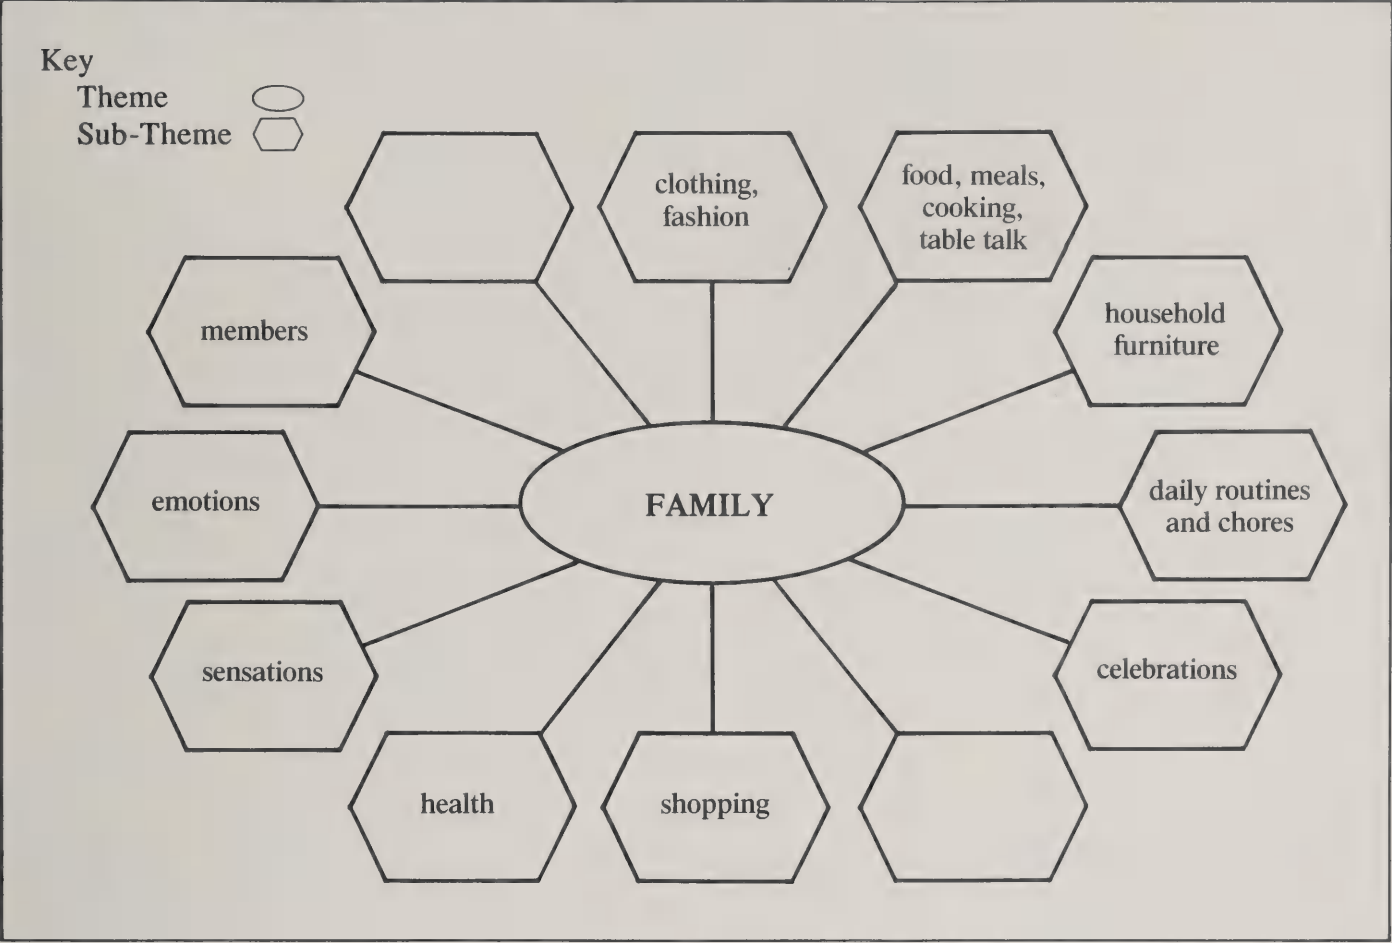 Key
Theme
Sub-Theme
clothing,
fashion
food, meals,
cooking,
table talk
members
household
furniture
emotions
FAMILY
daily routines
and chores
sensations
celebrations
health
shopping